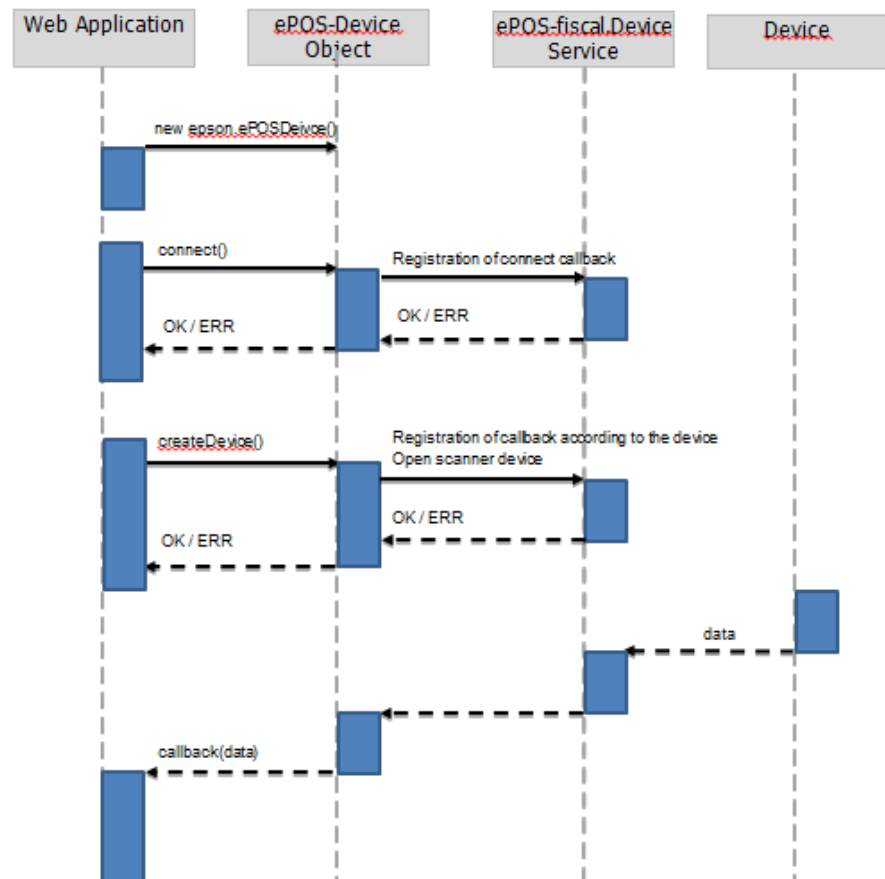 Web Application
ePOS-Device
Object
ePOS-fiscal.Device
Service
Device
new epson.ePOSDeivce()
connect()
Registration of connect callback
OK / ERR
OK / ERR
createDevice()
Registration of callback according to the device
Open scanner device
OK / ERR
OK / ERR
data
callback(data)